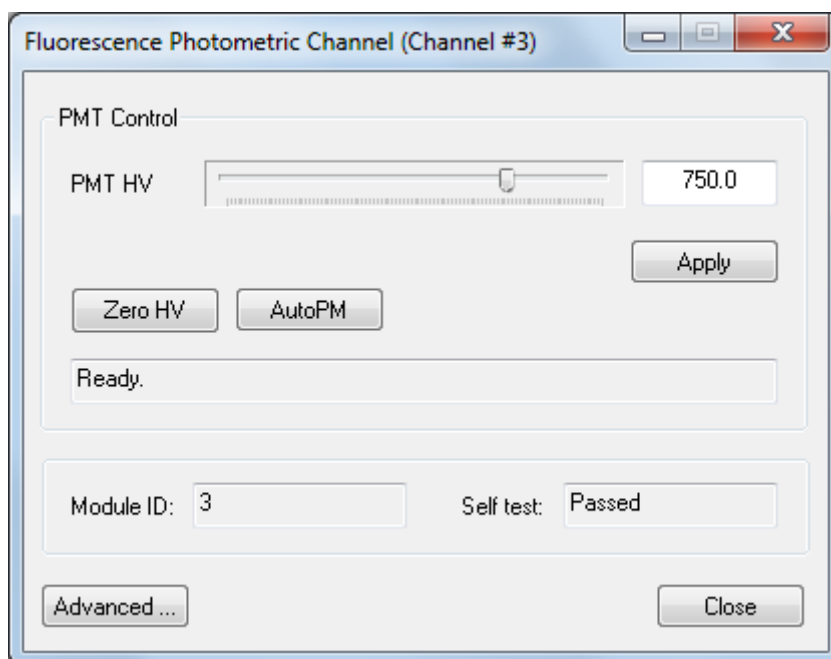 Fluorescence Photometric Channel (Channel #3)
PMT Control
PMT HV 750.0
Apply
Zero HV AutoPM
Ready.
Module ID: 3 Self test: Passed
Advanced ... Close